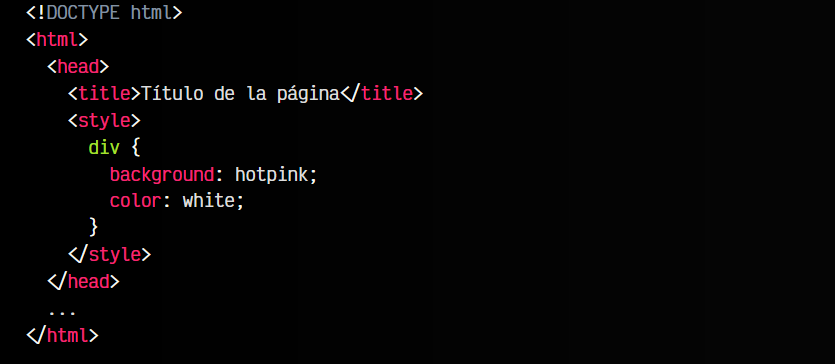 <!DOCTYPE html>
<html>
<head>
<title>Título de la página</title>
<style>
div {
background: hotpink;
color: white;
}
</style>
</head>
...
</html>